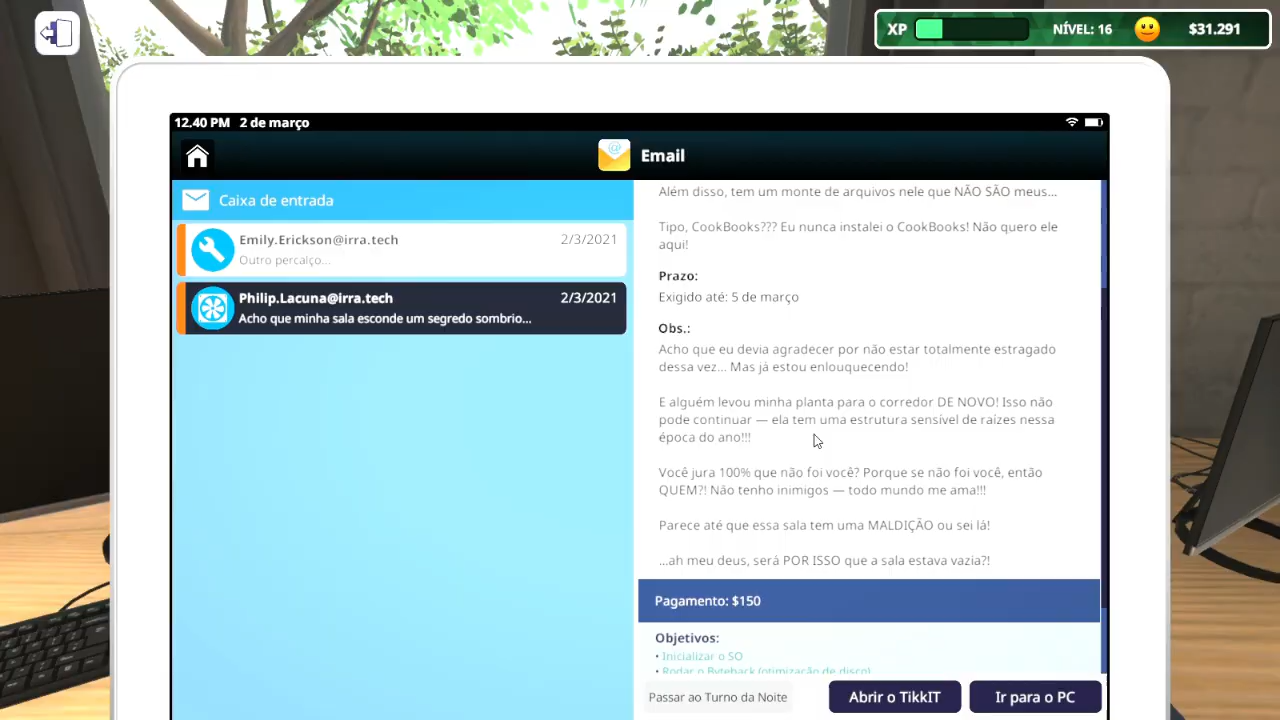 XP
NÍVEL: 16
$31.291
12.40 PM 2 de março
Email
Caixa de entrada
Emily.Erickson@irra.tech 2/3/2021
Outro percalço...
Philip.Lacuna@irra.tech 2/3/2021
Acho que minha sala esconde um segredo sombrio...
Além disso, tem um monte de arquivos nele que NÃO SÃO meus...
Tipo, CookBooks??? Eu nunca instalei o CookBooks! Não quero ele
aqui!
Prazo:
Exigido até: 5 de março
Obs.:
Acho que eu devia agradecer por não estar totalmente estragado
dessa vez... Mas já estou enlouquecendo!
E alguém levou minha planta para o corredor DE NOVO! Isso não
pode continuar — ela tem uma estrutura sensível de raízes nessa
época do ano!!!
Você jura 100% que não foi você? Porque se não foi você, então
QUEM?! Não tenho inimigos — todo mundo me ama!!!
Parece até que essa sala tem uma MALDIÇÃO ou sei lá!
...ah meu deus, será POR ISSO que a sala estava vazia?!
Pagamento: $150
Objetivos:
• Inicializar o SO
• Rodar o Byteback (otimização de disco)
Passar ao Turno da Noite
Abrir o TikkIT
Ir para o PC